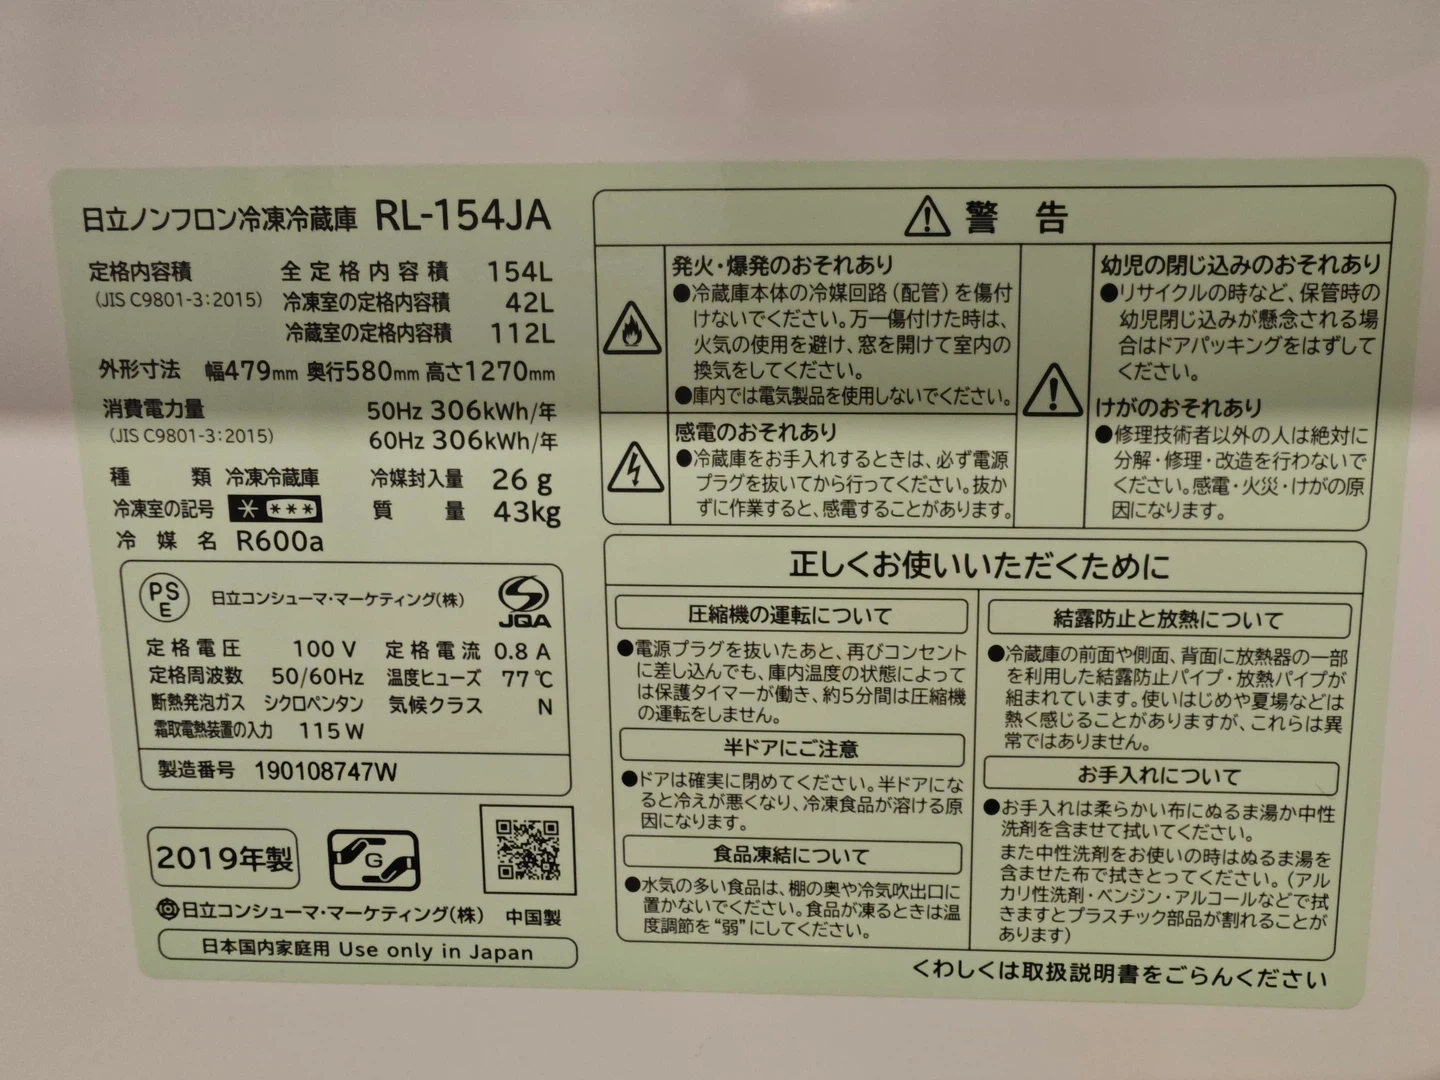 日立ノンフロン冷凍冷蔵庫 RL-154JA
定格内容積 全定格内容積 154L
(JIS C9801-3:2015) 冷凍室の定格内容積 42L
冷蔵室の定格内容積 112L
外形寸法 幅479mm 奥行580mm 高さ1270mm
消費電力量 50Hz 306kWh/年
(JIS C9801-3:2015) 60Hz 306kWh/年
種類 冷凍冷蔵庫 冷媒封入量 26g
冷凍室の記号 * *** 質量 43kg
冷媒名 R600a
PSE 日立コンシューマ・マーケティング(株) JQA
定格電圧 100V 定格電流 0.8A
定格周波数 50/60Hz 温度ヒューズ 77℃
断熱発泡ガス シクロペンタン 気候クラス N
霜取電熱装置の入力 115W
製造番号 190108747W
2019年製 G
日立コンシューマ・マーケティング(株) 中国製
日本国内家庭用 Use only in Japan
警告
発火・爆発のおそれあり
●冷蔵庫本体の冷媒回路(配管)を傷付
けないでください。万一傷付けた時は、
火気の使用を避け、窓を開けて室内の
換気をしてください。
●庫内では電気製品を使用しないでください。
感電のおそれあり
●冷蔵庫をお手入れするときは、必ず電源
プラグを抜いてから行ってください。抜か
ずに作業すると、感電することがあります。
幼児の閉じ込みのおそれあり
●リサイクルの時など、保管時の
幼児閉じ込みが懸念される場
合はドアパッキングをはずして
ください。
けがのおそれあり
●修理技術者以外の人は絶対に
分解・修理・改造を行わないで
ください。感電・火災・けがの原
因になります。
正しくお使いいただくために
圧縮機の運転について
●電源プラグを抜いたあと、再びコンセント
に差し込んでも、庫内温度の状態によって
は保護タイマーが働き、約5分間は圧縮機
の運転をしません。
半ドアにご注意
●ドアは確実に閉めてください。半ドアにな
ると冷えが悪くなり、冷凍食品が溶ける原
因になります。
食品凍結について
●水気の多い食品は、棚の奥や冷気吹出口に
置かないでください。食品が凍るときは温
度調節を“弱”にしてください。
結露防止と放熱について
●冷蔵庫の前面や側面、背面に放熱器の一部
を利用した結露防止パイプ・放熱パイプが
組まれています。使いはじめや夏場などは
熱く感じることがありますが、これらは異
常ではありません。
お手入れについて
●お手入れは柔らかい布にぬるま湯か中性
洗剤を含ませて拭いてください。
また中性洗剤をお使いの時はぬるま湯を
含ませた布で拭きとってください。(アル
カリ性洗剤・ベンジン・アルコールなどで拭
きますとプラスチック部品が割れることが
あります)
くわしくは取扱説明書をごらんください